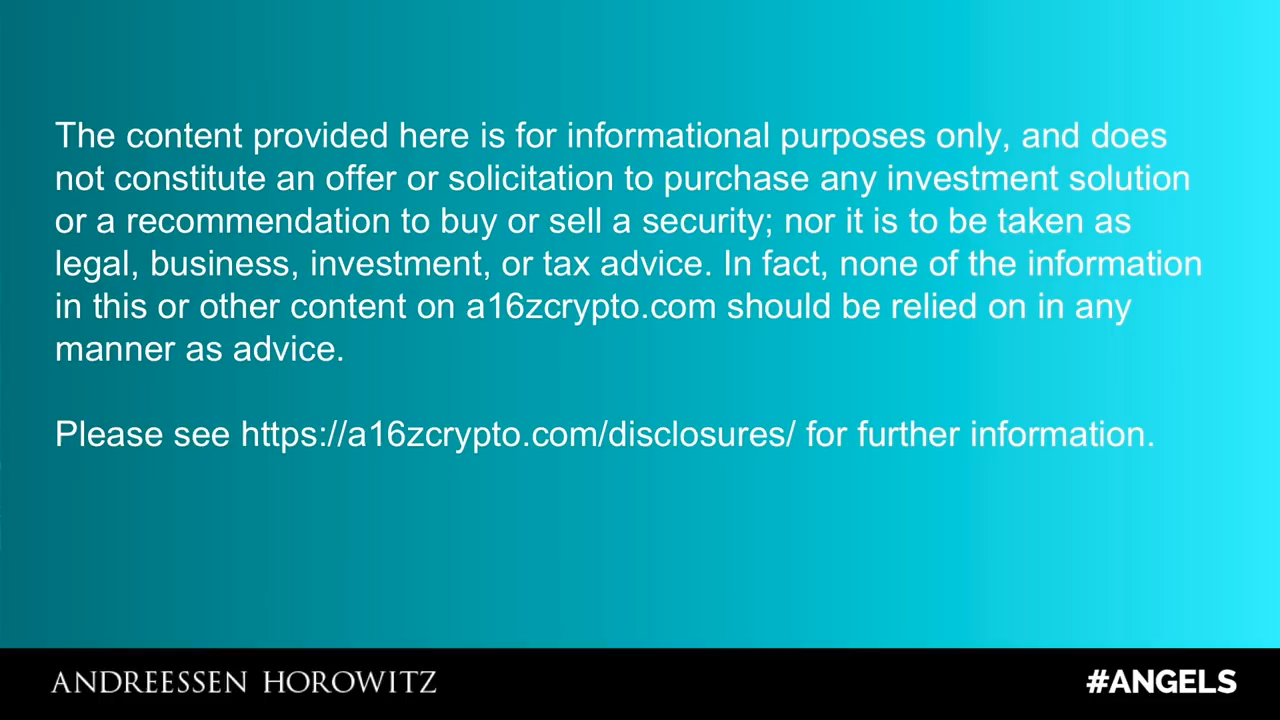 The content provided here is for informational purposes only, and does
not constitute an offer or solicitation to purchase any investment solution
or a recommendation to buy or sell a security; nor it is to be taken as
legal, business, investment, or tax advice. In fact, none of the information
in this or other content on a16zcrypto.com should be relied on in any
manner as advice.
Please see https://a16zcrypto.com/disclosures/ for further information.
ANDREESSEN HOROWITZ
#ANGELS